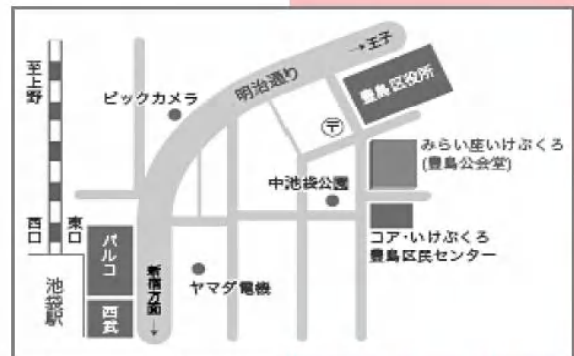 →王子
明治通り
至上野
ビックカメラ
豊島区役所
〒
みらい座いけぶくろ
(豊島公会堂)
中池袋公園
西口
東口
パルコ
コア・いけぶくろ
豊島区民センター
新宿方面→
ヤマダ電機
池袋駅
西武